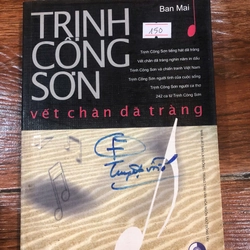 Ban Mai
TRỊNH
CÔNG
SƠN
150
vết chân dã tràng
Trịnh Công Sơn tiếng hát dã tràng
Vết chân dã tràng nghìn năm in dấu
Trịnh Công Sơn và chiến tranh Việt Nam
Trịnh Công Sơn người tình của cuộc sống
Trịnh Công Sơn người ca thơ
242 ca từ Trịnh Công Sơn